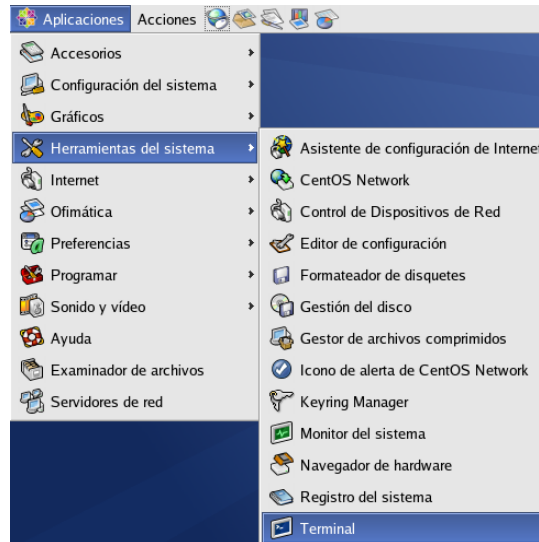 Aplicaciones Acciones
Accesorios
Configuración del sistema
Gráficos
Herramientas del sistema
Internet
Ofimática
Preferencias
Programar
Sonido y vídeo
Ayuda
Examinador de archivos
Servidores de red
Asistente de configuración de Internet
CentOS Network
Control de Dispositivos de Red
Editor de configuración
Formateador de disquetes
Gestión del disco
Gestor de archivos comprimidos
Icono de alerta de CentOS Network
Keyring Manager
Monitor del sistema
Navegador de hardware
Registro del sistema
Terminal